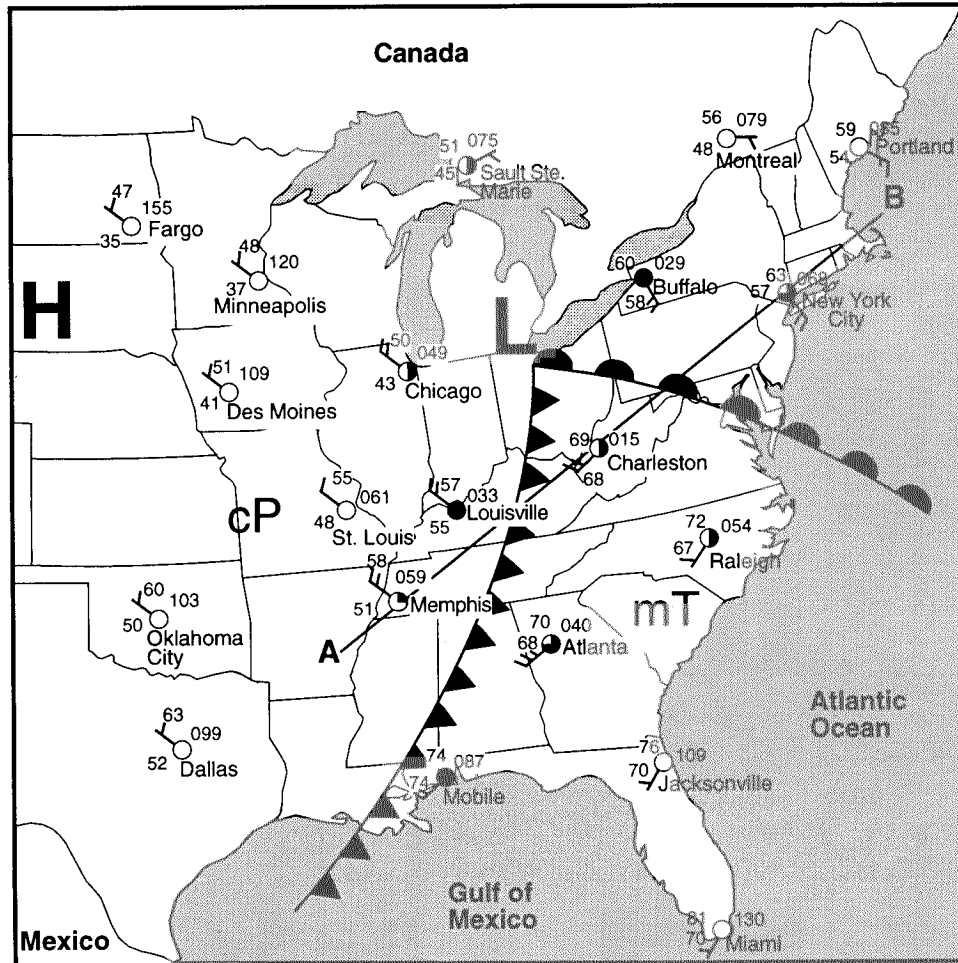 Canada
56 079
48
Montreal
59
54
Portland
51 075
45
Sault Ste.
Marie
B
47
155
35
Fargo
48
120
37
Minneapolis
H
60 029
58
Buffalo
63 068
57
New York
City
L
50
049
43
Chicago
51
109
41
Des Moines
69 015
68
Charleston
57
033
55
Louisville
55
061
48
St. Louis
cP
72 054
67
Raleigh
58
059
51
Memphis
A
mT
60
103
50
Oklahoma
City
70 040
68
Atlanta
63
099
52
Dallas
74 087
74
Mobile
76 109
70
Jacksonville
Atlantic
Ocean
Gulf of
Mexico
81 130
70
Miami
Mexico